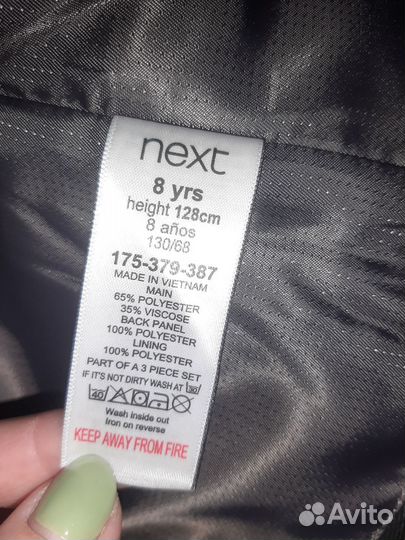 next
8 yrs
height 128cm
8 años
130/68
175-379-387
MADE IN VIETNAM
MAIN
65% POLYESTER
35% VISCOSE
BACK PANEL
100% POLYESTER
LINING
100% POLYESTER
PART OF A 3 PIECE SET
IF IT'S NOT DIRTY WASH AT 30
40
Wash inside out
Iron on reverse
KEEP AWAY FROM FIRE
Avito